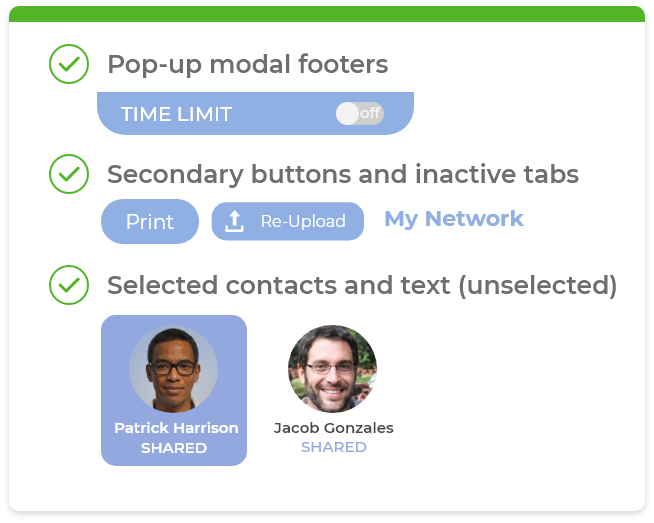 Pop-up modal footers
TIME LIMIT off
Secondary buttons and inactive tabs
Print Re-Upload My Network
Selected contacts and text (unselected)
Patrick Harrison Jacob Gonzales
SHARED SHARED